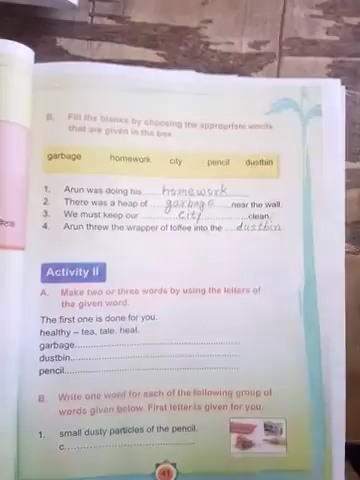 B. Fill the blanks by choosing the appropriate words
that are given in the box
garbage homework city pencil dustbin
1. Arun was doing his homework
2. There was a heap of garbage near the wall.
3. We must keep our city clean.
4. Arun threw the wrapper of toffee into the dustbin
Activity II
A. Make two or three words by using the letters of
the given word.
The first one is done for you.
healthy – tea, tale, heal.
garbage
dustbin
pencil
B. Write one word for each of the following group of
words given below. First letter is given for you.
1. small dusty particles of the pencil.
c
41